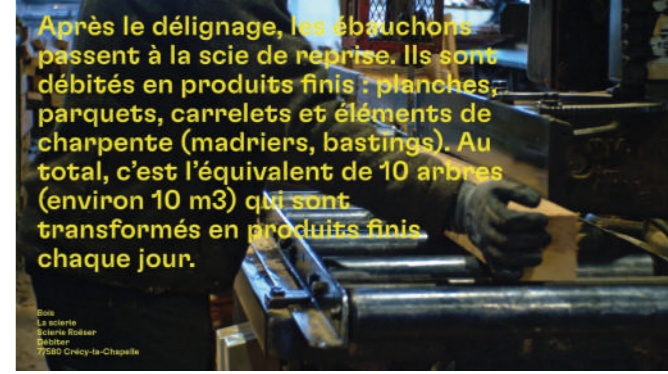 Après le délignage, les ébauchons
passent à la scie de reprise. Ils sont
débités en produits finis : planches,
parquets, carrelets et éléments de
charpente (madriers, bastings). Au
total, c’est l’équivalent de 10 arbres
(environ 10 m3) qui sont
transformés en produits finis
chaque jour.
Bois
La scierie
Scierie Roëser
Débiter
77580 Crécy-la-Chapelle